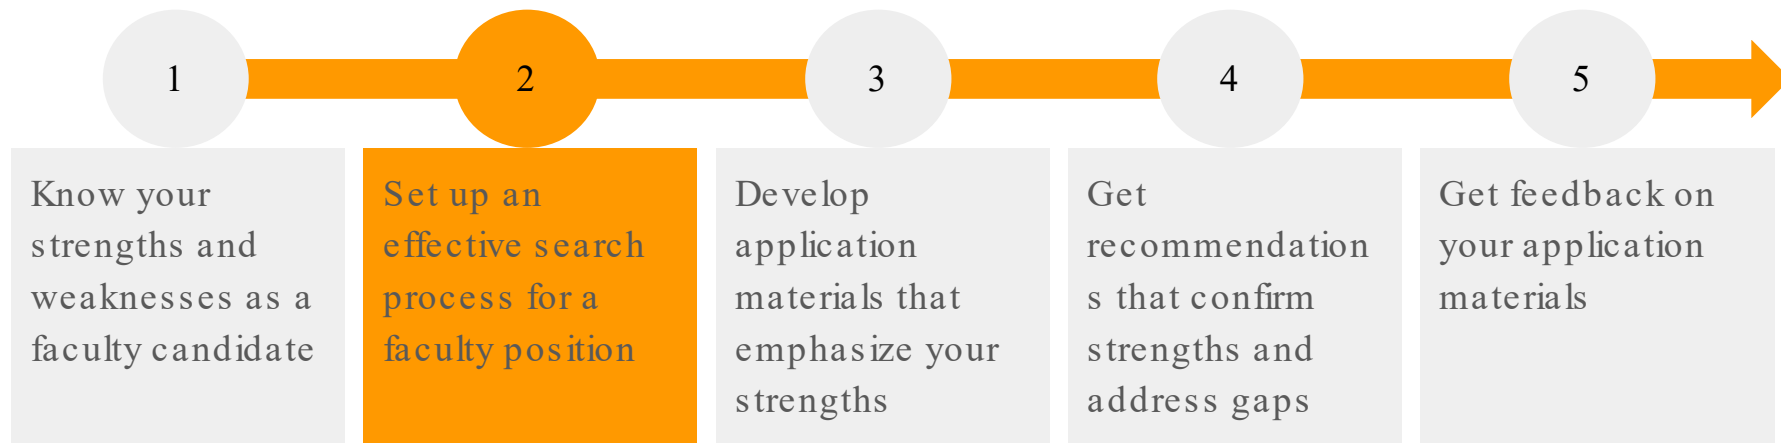 1
2
3
4
5
Know your
strengths and
weaknesses as a
faculty candidate
Set up an
effective search
process for a
faculty position
Develop
application
materials that
emphasize your
strengths
Get
recommendation
s that confirm
strengths and
address gaps
Get feedback on
your application
materials